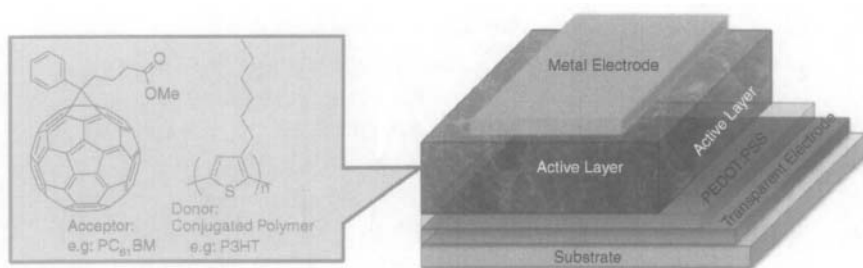 O
OMe
S
n
Acceptor:
e.g: PC61BM
Donor:
Conjugated Polymer
e.g: P3HT
Metal Electrode
Active Layer
Active Layer
PEDOT:PSS
Transparent Electrode
Substrate